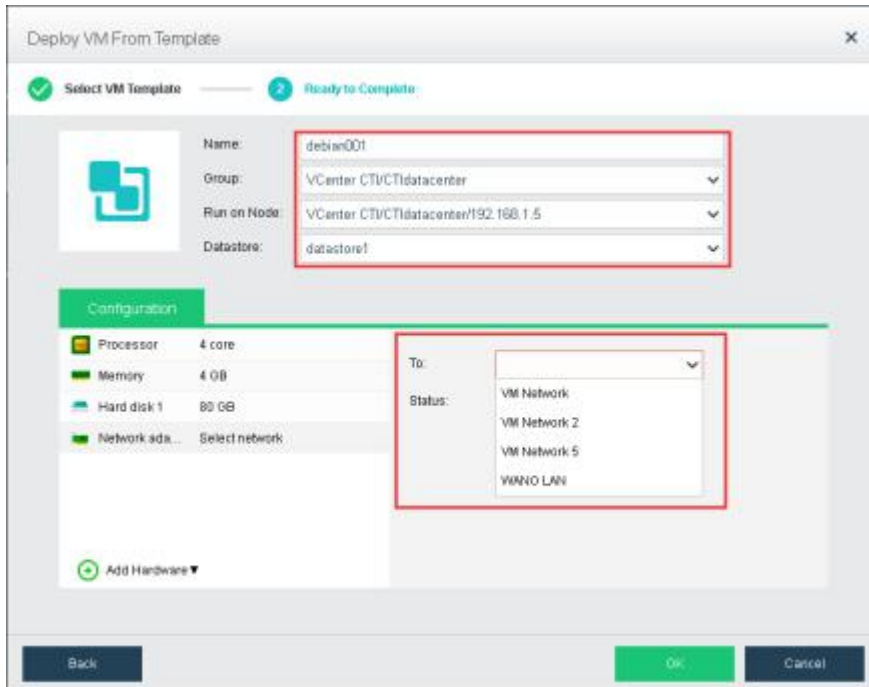 Deploy VM From Template
Select VM Template
2
Ready to Complete
Name:
debian001
Group:
VCenter CTI/CTIdatacenter
Run on Node:
VCenter CTI/CTIdatacenter/192.168.1.5
Datastore:
datastore1
Configuration
Processor 4 core
Memory 4 GB
Hard disk 1 80 GB
Network ada... Select network
To:
Status:
VM Network
VM Network 2
VM Network 5
WANO LAN
Add Hardware
Back
OK
Cancel